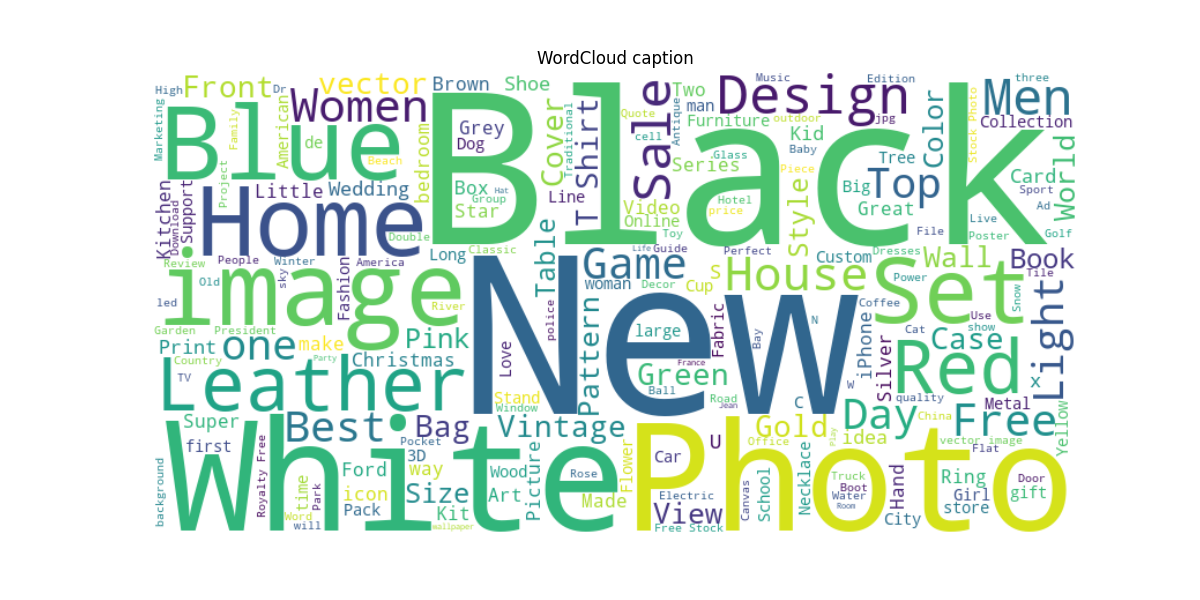 WordCloud caption
High
Front
Dr
vector
Brown
Shoe
Music
Edition
three
Marketing
Blue
Family
American
Women
Black
Cover
Traditional
Shirt
T
Quote
Sale
Two
Antique
man
Design
jpg
Men
Collection
Color
Stock Photo
de
Beach
bedroom
Grey
Dog
cell
Furniture
outdoor
Kid
Baby
Tree
World
Project
Kitchen
Download
Support
Little
Wedding
Box
Hat
Group
Star
Line
Series
Glass
Piece
Big
Top
Card
Sport
Ad
Home
Double
Video
Online
Hotel
price
Toy
Style
Great
File
Live
Poster
Golf
Review
People
Winter
America
Long
Classic
Table
Life
Guide
Perfect
Custom
Dresses
Wall
Book
Old
image
sky
Fashion
Game
woman
Decor
S
Cup
House
Power
Set
Tile
Snow
led
River
New
police
Pattern
large
Fabric
Bay
N
Coffee
iPhone
Cat
Use
show
Light
Garden
President
Print
one
make
Pink
Case
Country
Party
Christmas
Love
France
Green
Silver
Red
x
TV
Leather
Stand
Window
Ball
Road
Jean
W
C
quality
China
Metal
Yellow
Super
Best
Bag
Vintage
Gold
Day
Free
first
Pocket
3D
U
Office
Play
idea
vector image
Flat
background
White
Royalty Free
Ford
way
Wood
Picture
Rose
Flower
Photo
Car
School
Necklace
Truck
Boot
Water
Room
Hand
Ring
Girl
Door
gift
time
Park
icon
Pack
Size
Art
Made
Electric
Canvas
store
Word
will
Kit
wallpaper
View
Free Stock
City